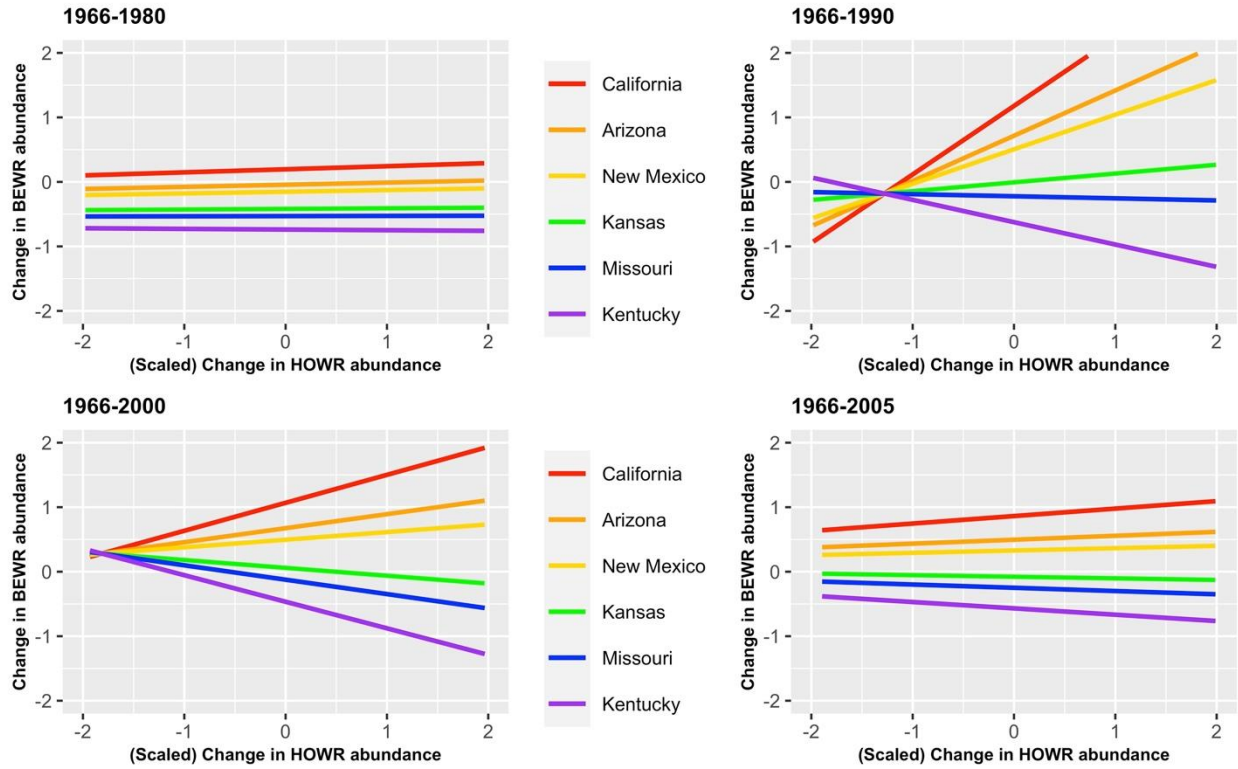 1966-1980
2
1
0
-1
-2
Change in BEWR abundance
-2 -1 0 1 2
(Scaled) Change in HOWR abundance
California
Arizona
New Mexico
Kansas
Missouri
Kentucky
1966-1990
2
1
0
-1
-2
Change in BEWR abundance
-2 -1 0 1 2
(Scaled) Change in HOWR abundance
1966-2000
2
1
0
-1
-2
Change in BEWR abundance
-2 -1 0 1 2
(Scaled) Change in HOWR abundance
California
Arizona
New Mexico
Kansas
Missouri
Kentucky
1966-2005
2
1
0
-1
-2
Change in BEWR abundance
-2 -1 0 1 2
(Scaled) Change in HOWR abundance